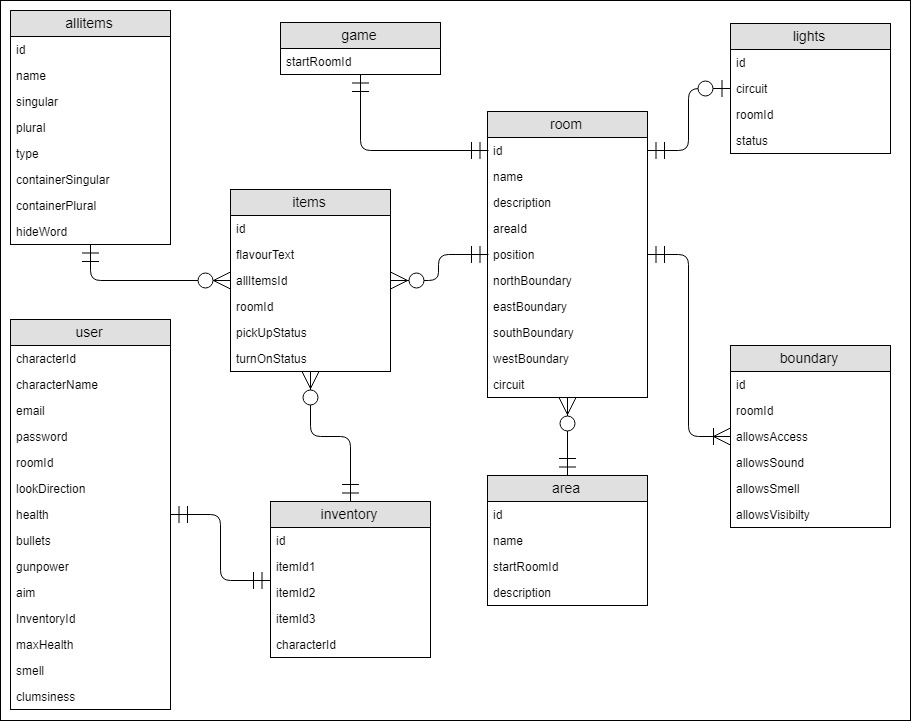 allitems
id
name
singular
plural
type
containerSingular
containerPlural
hideWord
game
startRoomId
lights
id
circuit
roomId
status
room
id
name
description
areaId
position
northBoundary
eastBoundary
southBoundary
westBoundary
circuit
items
id
flavourText
allItemsId
roomId
pickUpStatus
turnOnStatus
user
characterId
characterName
email
password
roomId
lookDirection
health
bullets
gunpower
aim
InventoryId
maxHealth
smell
clumsiness
boundary
id
roomId
allowsAccess
allowsSound
allowsSmell
allowsVisibilty
inventory
id
itemId1
itemId2
itemId3
characterId
area
id
name
startRoomId
description